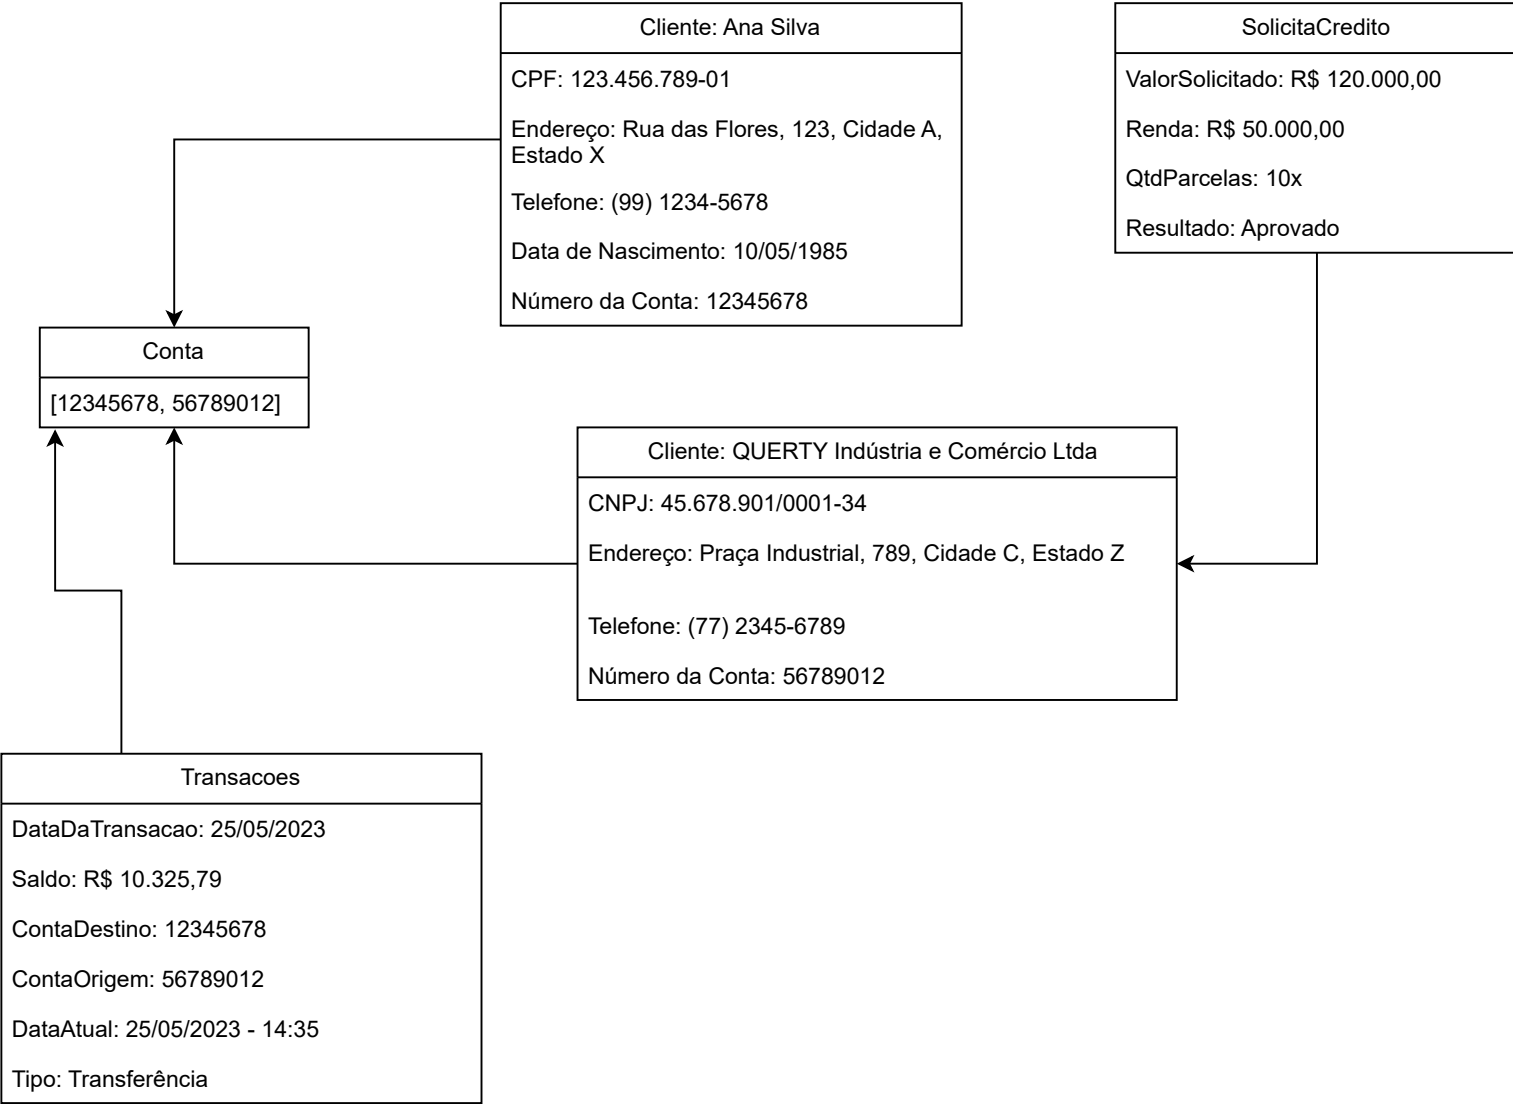 Cliente: Ana Silva
CPF: 123.456.789-01
Endereço: Rua das Flores, 123, Cidade A,
Estado X
Telefone: (99) 1234-5678
Data de Nascimento: 10/05/1985
Número da Conta: 12345678
SolicitaCredito
ValorSolicitado: R$ 120.000,00
Renda: R$ 50.000,00
QtdParcelas: 10x
Resultado: Aprovado
Conta
[12345678, 56789012]
Cliente: QUERTY Indústria e Comércio Ltda
CNPJ: 45.678.901/0001-34
Endereço: Praça Industrial, 789, Cidade C, Estado Z
Telefone: (77) 2345-6789
Número da Conta: 56789012
Transacoes
DataDaTransacao: 25/05/2023
Saldo: R$ 10.325,79
ContaDestino: 12345678
ContaOrigem: 56789012
DataAtual: 25/05/2023 - 14:35
Tipo: Transferência